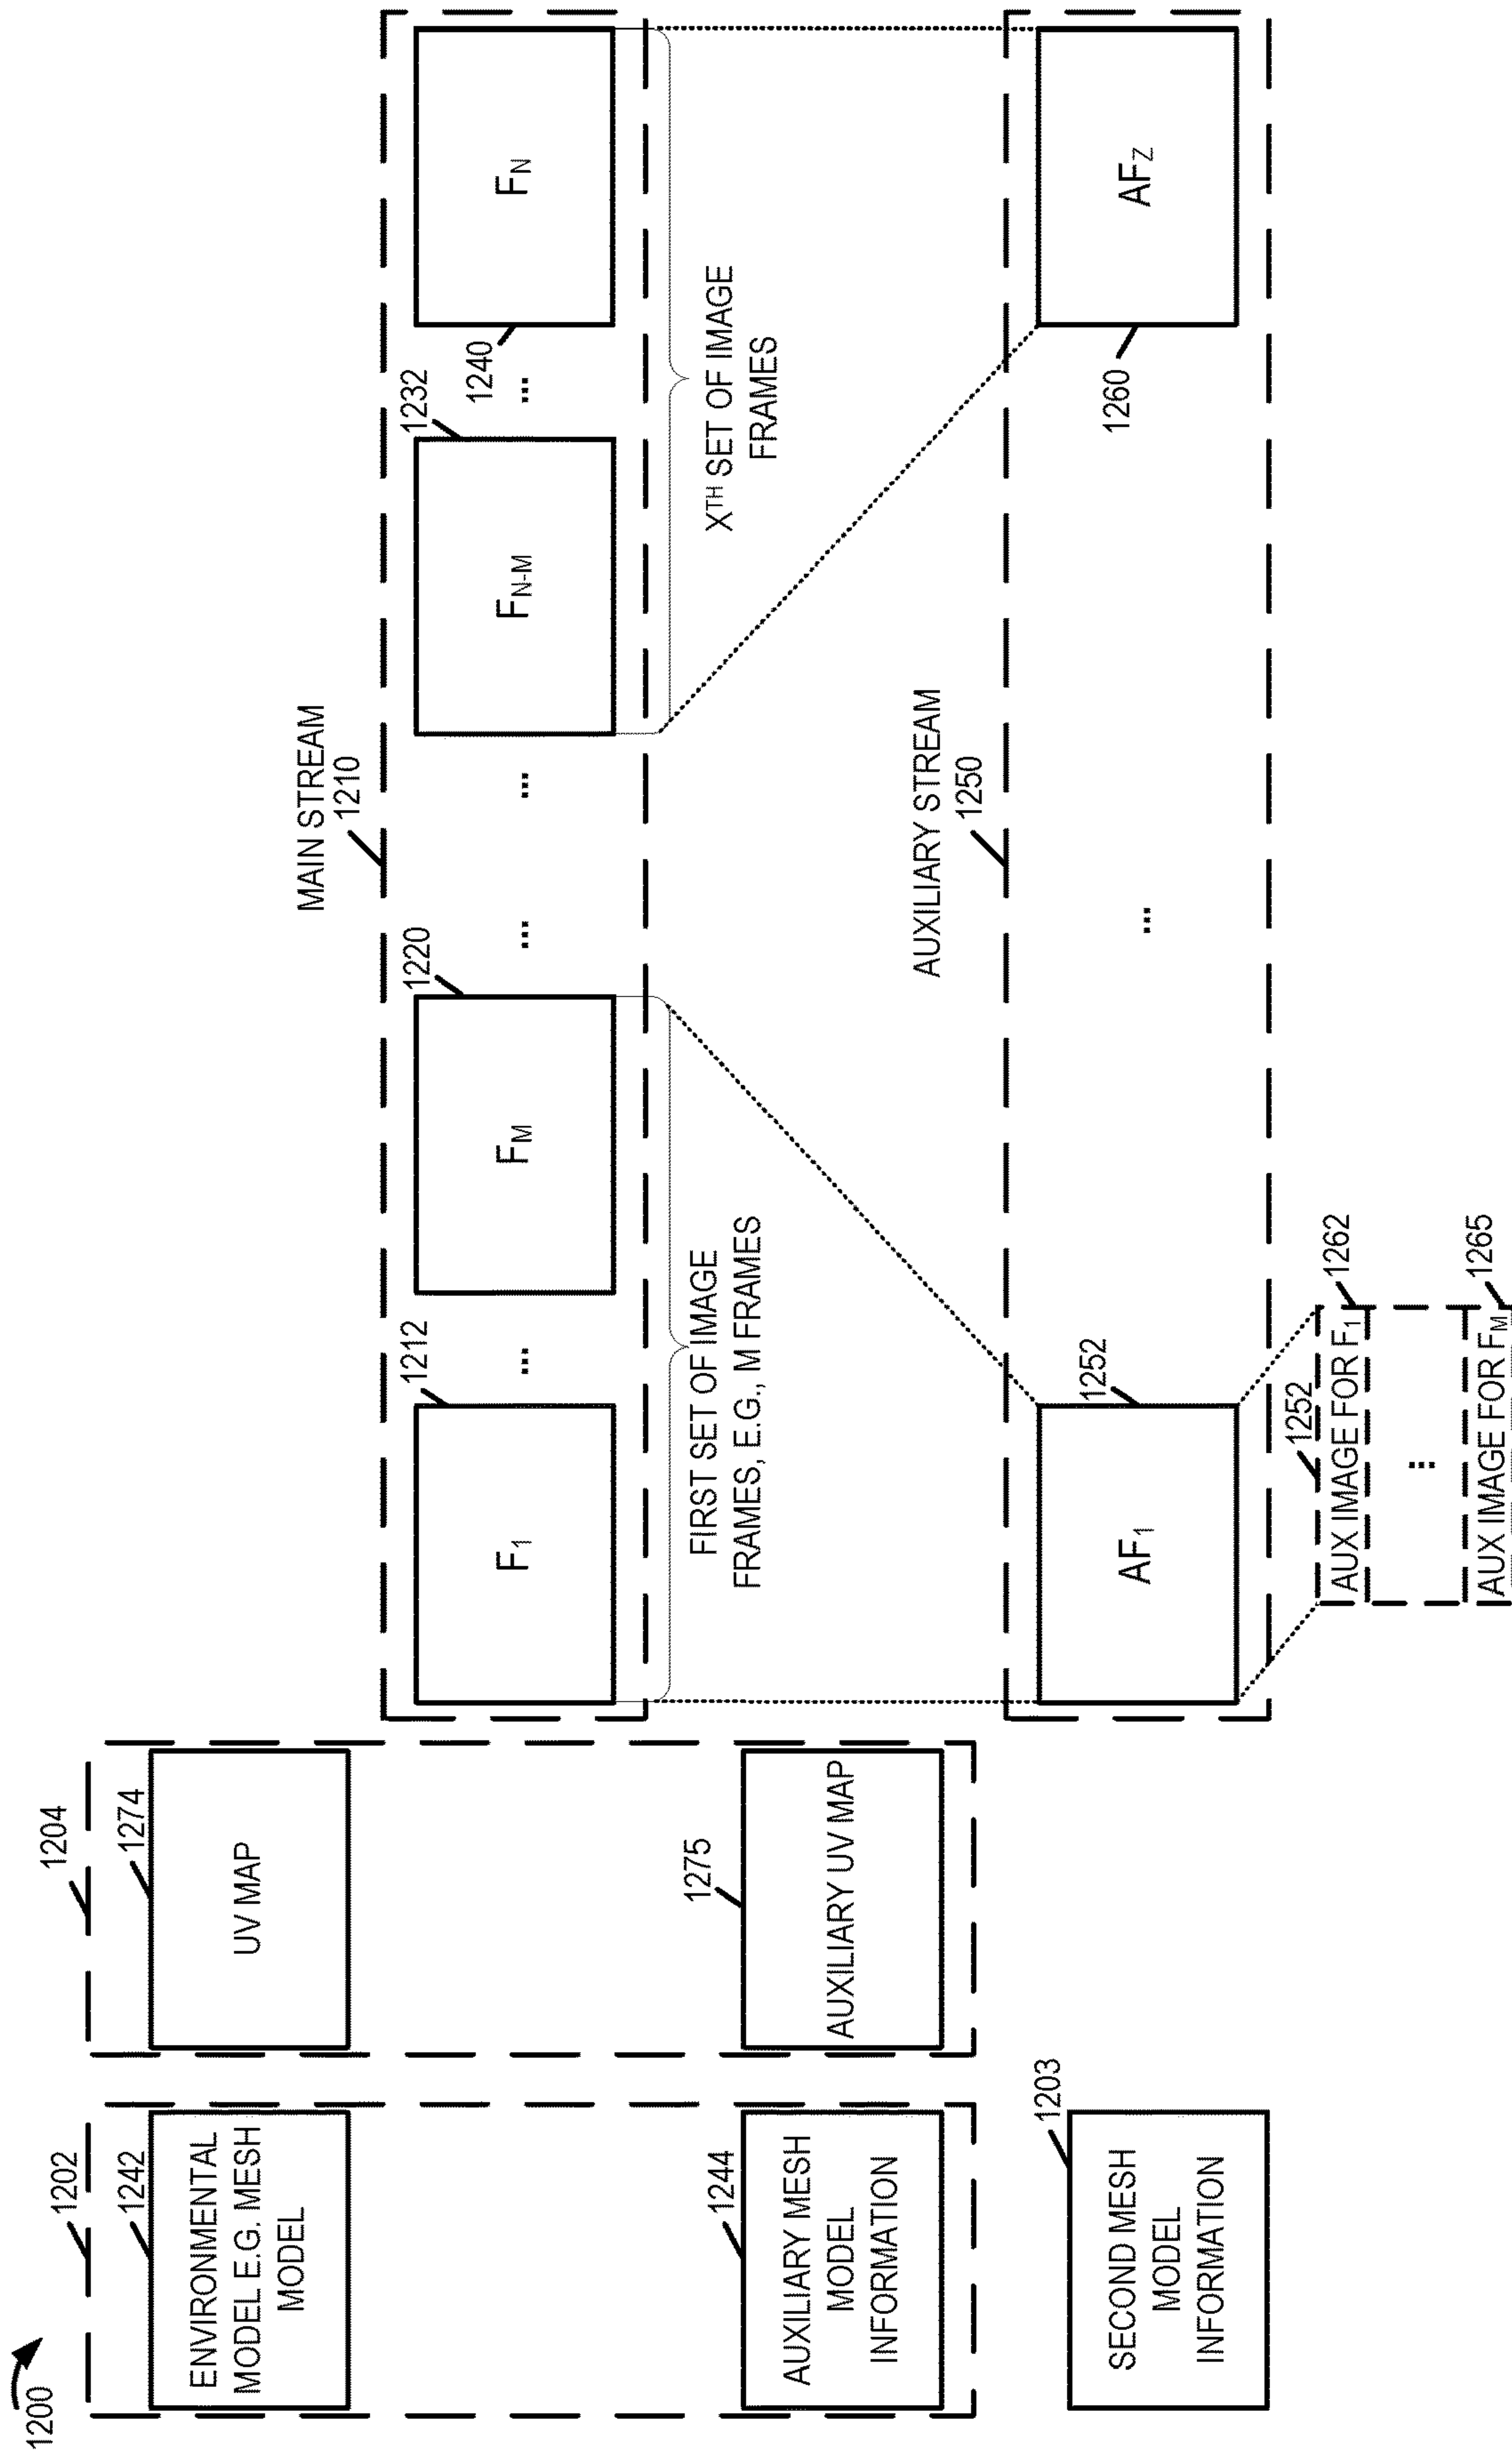 1200
1202
1242
ENVIRONMENTAL
MODEL E.G. MESH
MODEL
1244
AUXILIARY MESH
MODEL
INFORMATION
1203
SECOND MESH
MODEL
INFORMATION
1204
1274
UV MAP
1275
AUXILIARY UV MAP
MAIN STREAM
1210
1212
F1
...
1220
FM
...
...
1232
FN-M
...
1240
FN
FIRST SET OF IMAGE
FRAMES, E.G., M FRAMES
XTH SET OF IMAGE
FRAMES
AUXILIARY STREAM
1250
1252
AF1
...
1260
AFZ
1252
1262
AUX IMAGE FOR F1
...
1265
AUX IMAGE FOR FM